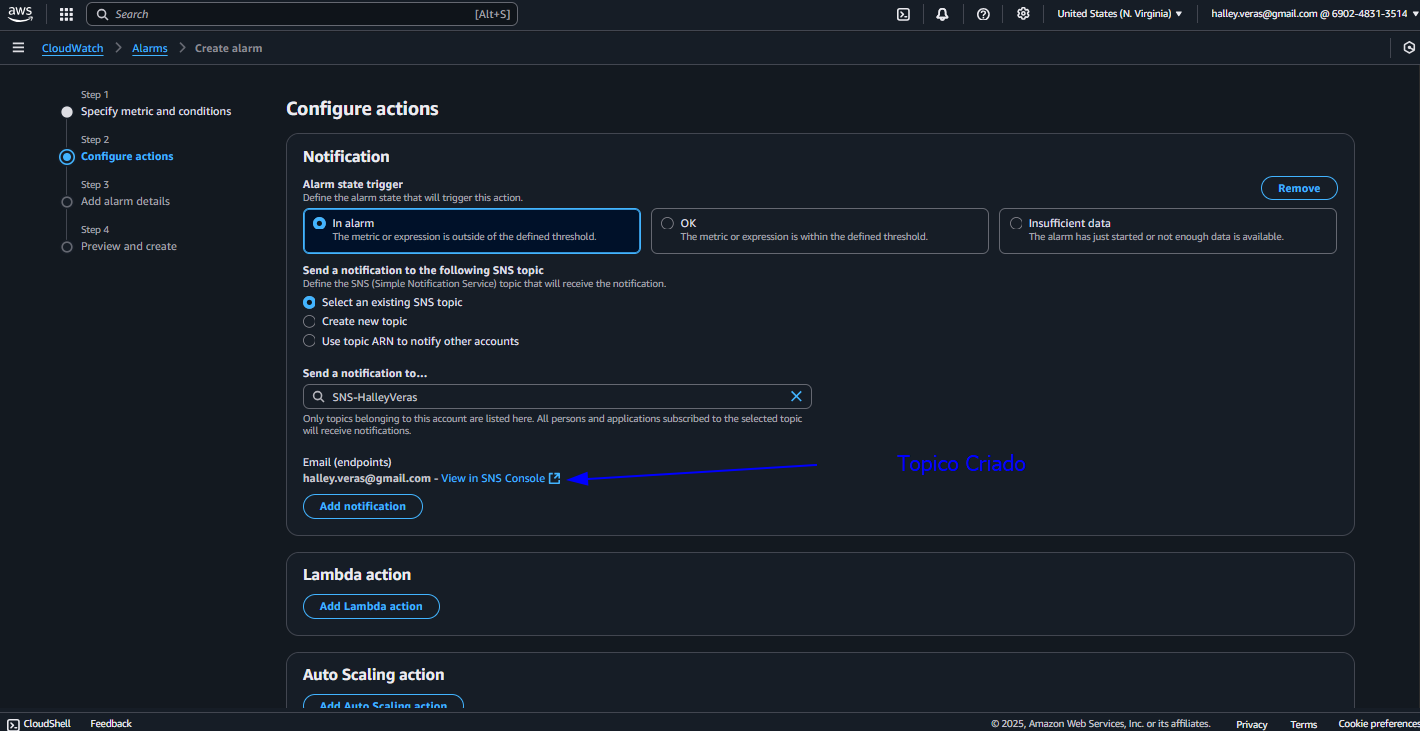 aws
Search [Alt+S]
United States (N. Virginia)
halley.veras@gmail.com @ 6902-4831-3514
CloudWatch > Alarms > Create alarm
Step 1
Specify metric and conditions
Step 2
Configure actions
Step 3
Add alarm details
Step 4
Preview and create
Configure actions
Notification
Alarm state trigger
Define the alarm state that will trigger this action.
Remove
In alarm
The metric or expression is outside of the defined threshold.
OK
The metric or expression is within the defined threshold.
Insufficient data
The alarm has just started or not enough data is available.
Send a notification to the following SNS topic
Define the SNS (Simple Notification Service) topic that will receive the notification.
Select an existing SNS topic
Create new topic
Use topic ARN to notify other accounts
Send a notification to...
SNS-HalleyVeras
Only topics belonging to this account are listed here. All persons and applications subscribed to the selected topic
will receive notifications.
Email (endpoints)
halley.veras@gmail.com - View in SNS Console
Topico Criado
Add notification
Lambda action
Add Lambda action
Auto Scaling action
Add Auto Scaling action
CloudShell Feedback
© 2025, Amazon Web Services, Inc. or its affiliates. Privacy Terms Cookie preferences